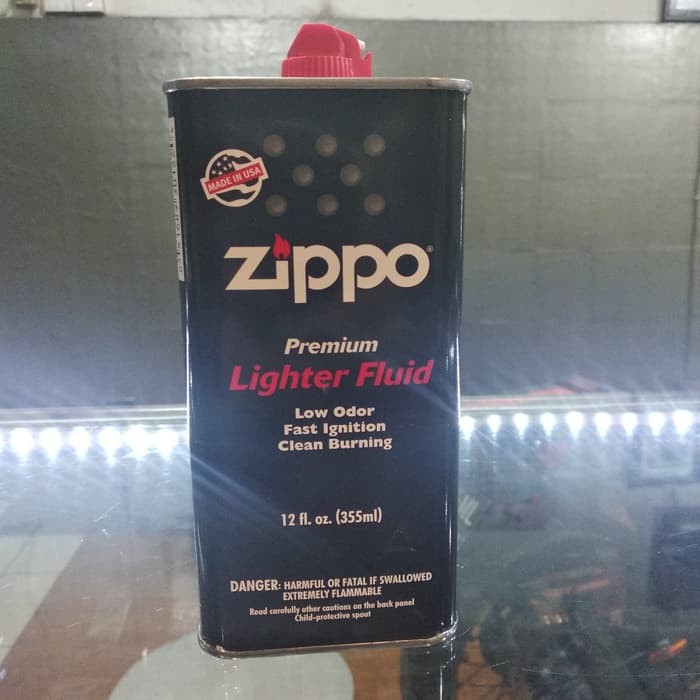 MADE IN USA
Zippo®
Premium
Lighter Fluid
Low Odor
Fast Ignition
Clean Burning
12 fl. oz. (355ml)
DANGER: HARMFUL OR FATAL IF SWALLOWED
EXTREMELY FLAMMABLE
Read carefully other cautions on the back panel
Child-protective spout